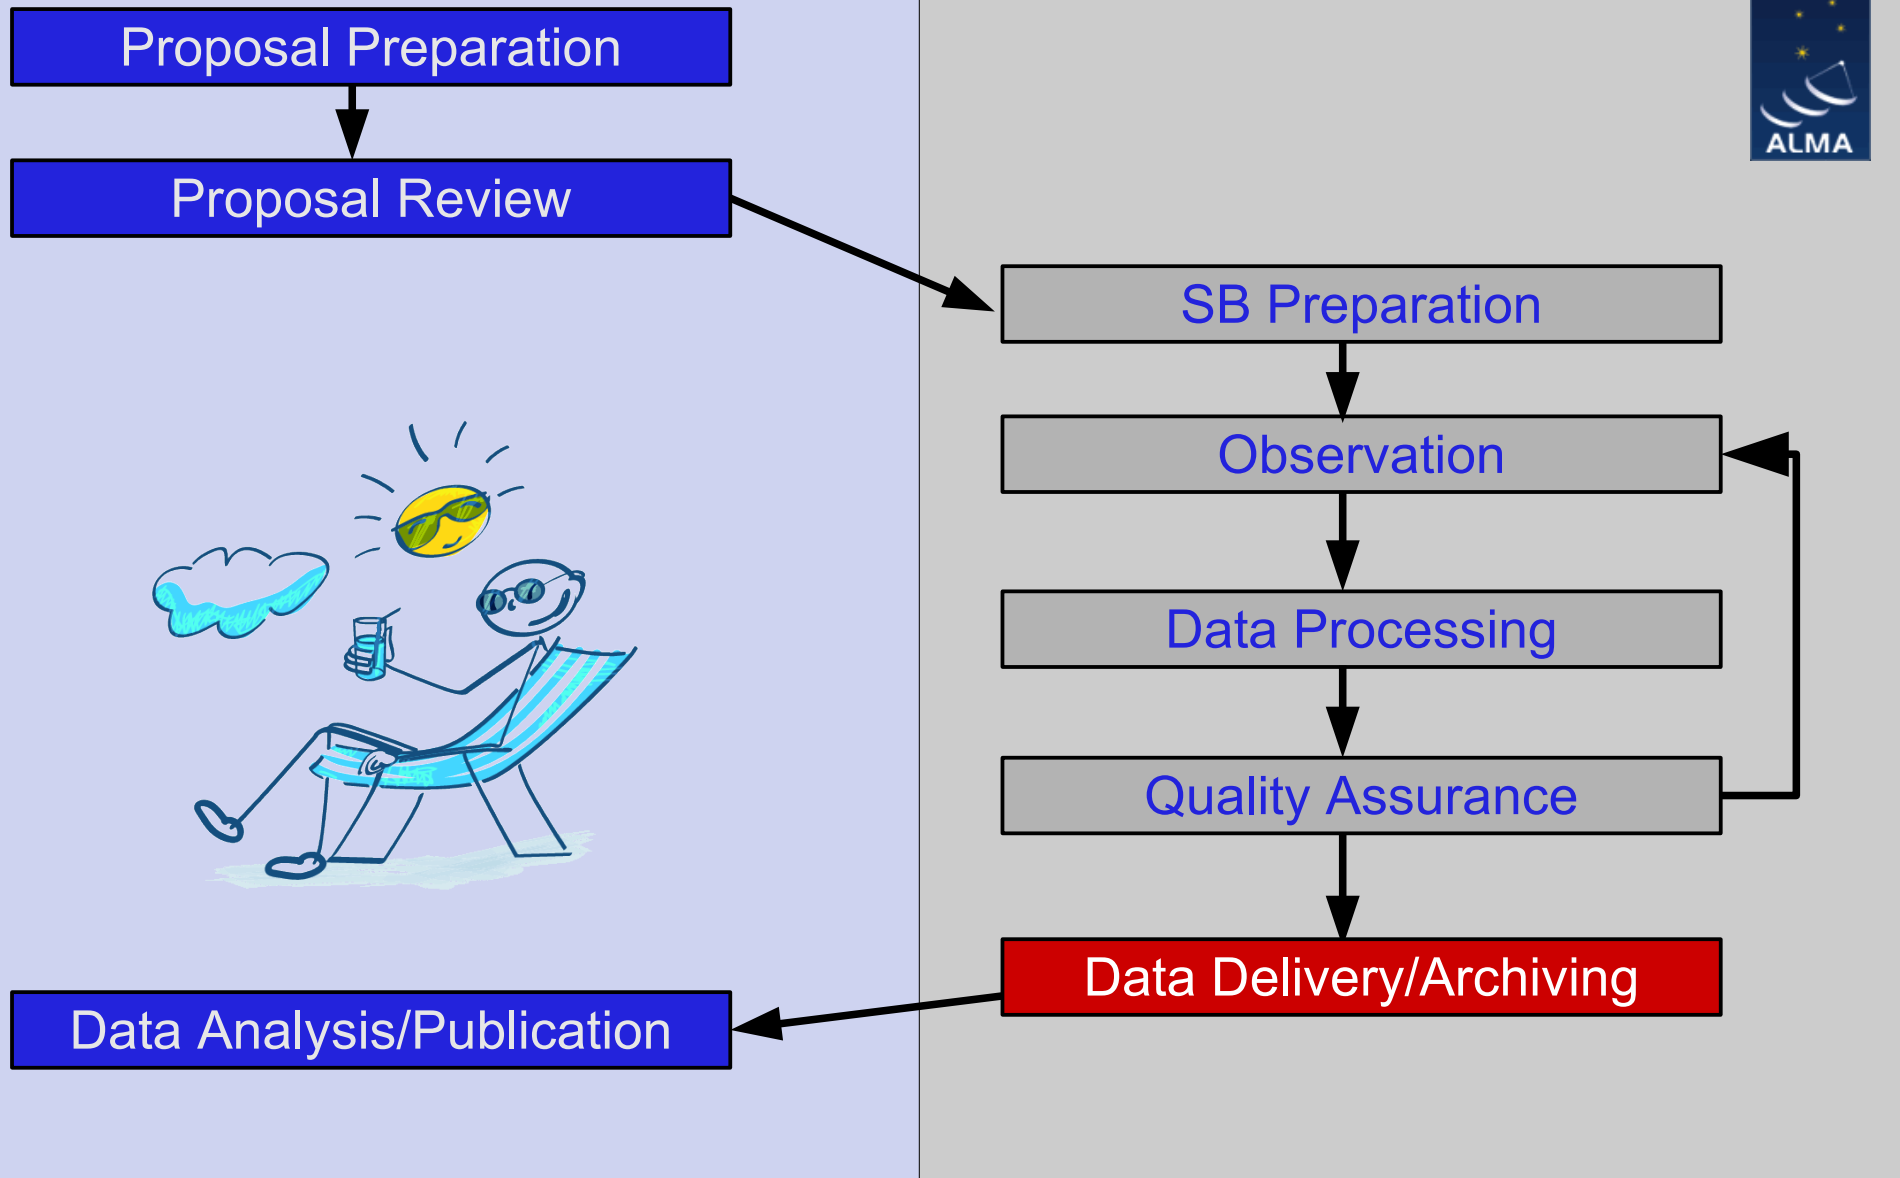 Proposal Preparation
Proposal Review
ALMA
SB Preparation
Observation
Data Processing
Quality Assurance
Data Delivery/Archiving
Data Analysis/Publication